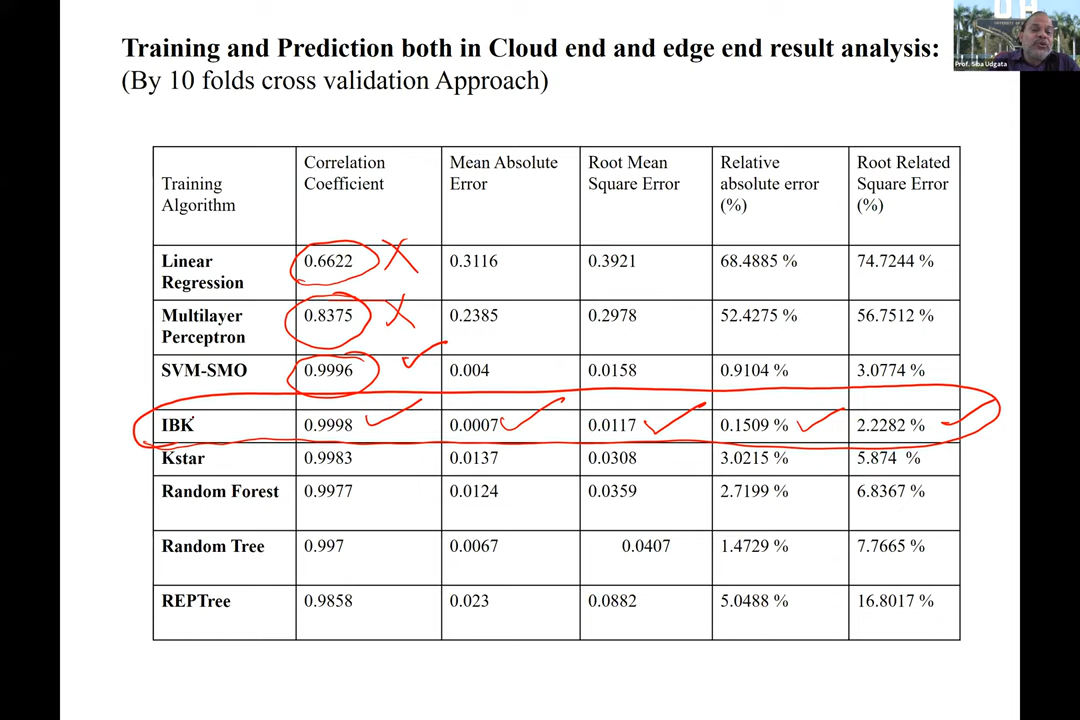 Training and Prediction both in Cloud end and edge end result analysis:
(By 10 folds cross validation Approach)
Prof. Siba Udgata
Training Algorithm Correlation Coefficient Mean Absolute Error Root Mean Square Error Relative absolute error (%) Root Related Square Error (%)
Linear Regression 0.6622 0.3116 0.3921 68.4885 % 74.7244 %
Multilayer Perceptron 0.8375 0.2385 0.2978 52.4275 % 56.7512 %
SVM-SMO 0.9996 0.004 0.0158 0.9104 % 3.0774 %
IBK 0.9998 0.0007 0.0117 0.1509 % 2.2282 %
Kstar 0.9983 0.0137 0.0308 3.0215 % 5.874 %
Random Forest 0.9977 0.0124 0.0359 2.7199 % 6.8367 %
Random Tree 0.997 0.0067 0.0407 1.4729 % 7.7665 %
REPTree 0.9858 0.023 0.0882 5.0488 % 16.8017 %